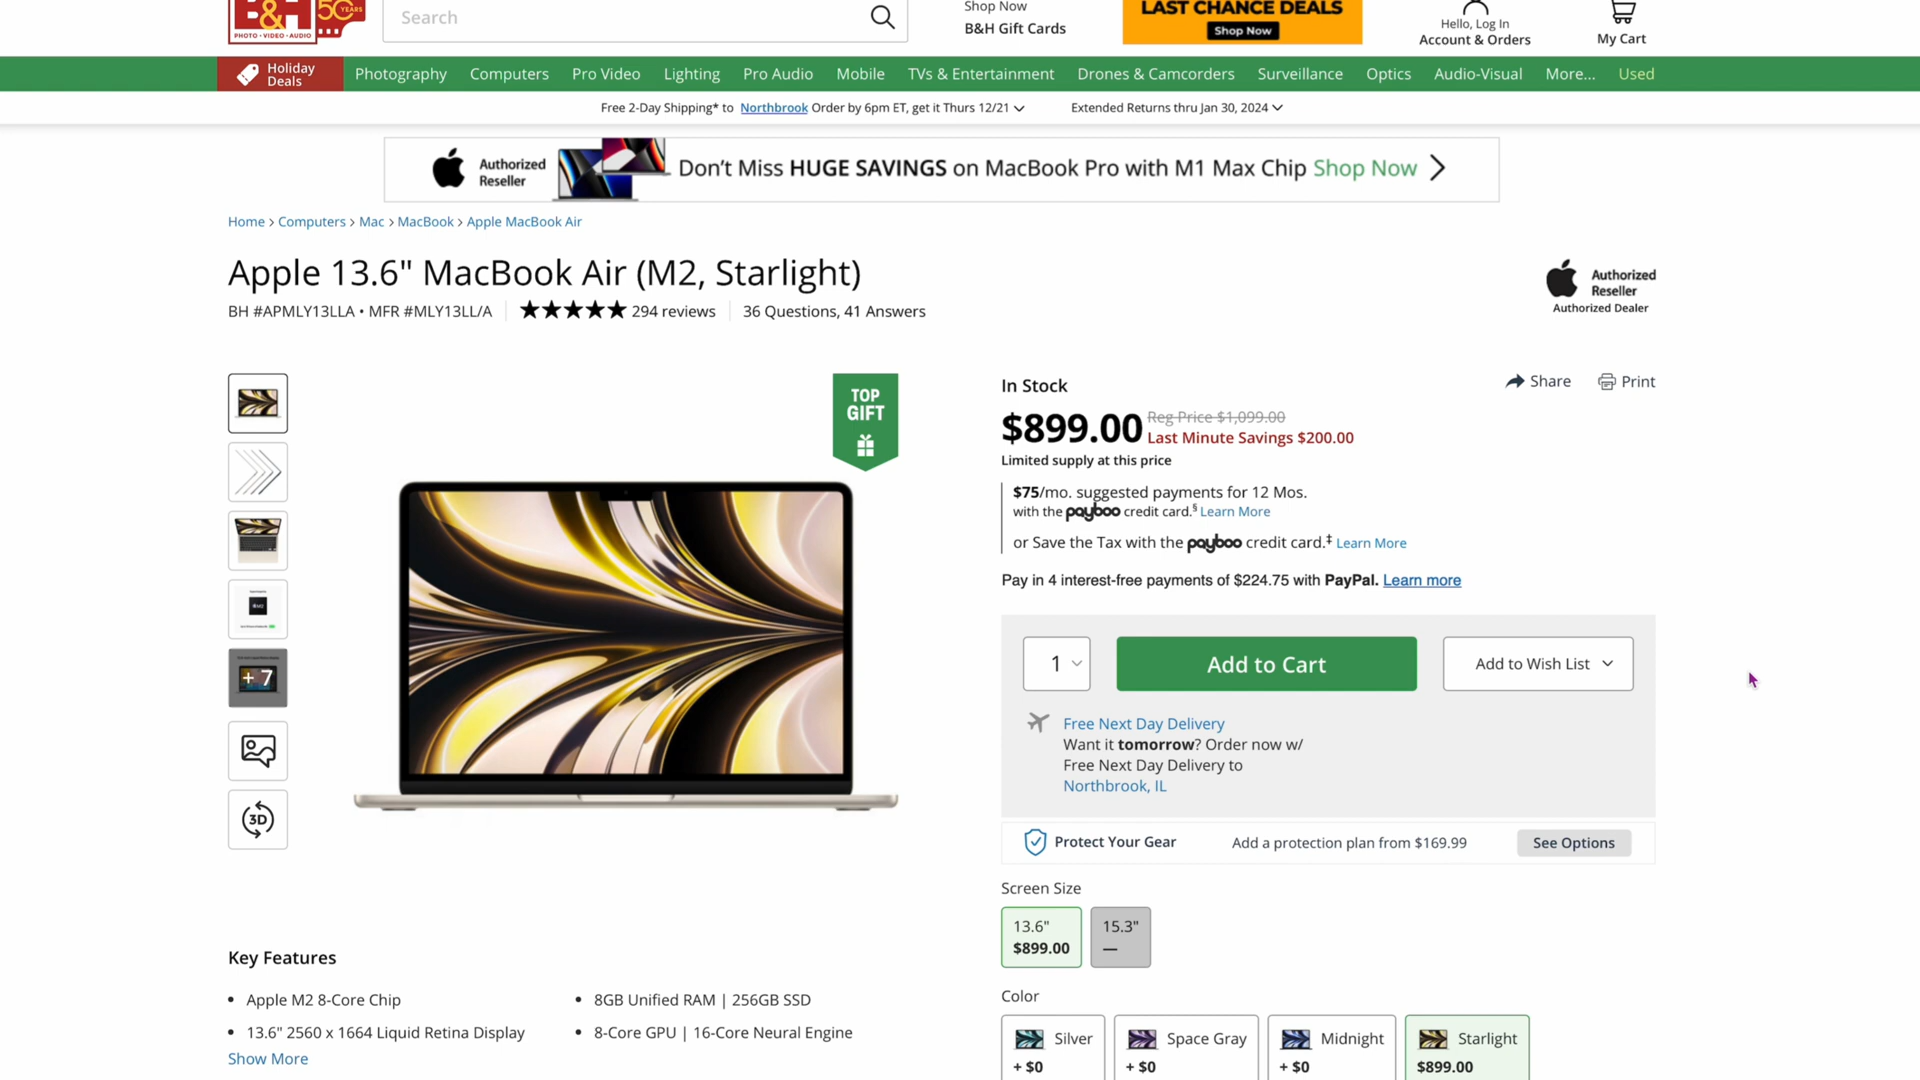 B&H 50 YEARS
PHOTO • VIDEO • AUDIO
Search
Shop Now
B&H Gift Cards
LAST CHANCE DEALS
Shop Now
Hello, Log In
Account & Orders
My Cart
Holiday Deals
Photography
Computers
Pro Video
Lighting
Pro Audio
Mobile
TVs & Entertainment
Drones & Camcorders
Surveillance
Optics
Audio-Visual
More...
Used
Free 2-Day Shipping* to Northbrook Order by 6pm ET, get it Thurs 12/21
Extended Returns thru Jan 30, 2024
Authorized
Reseller
Don't Miss HUGE SAVINGS on MacBook Pro with M1 Max Chip Shop Now
Home > Computers > Mac > MacBook > Apple MacBook Air
Apple 13.6" MacBook Air (M2, Starlight)
BH #APMLY13LLA • MFR #MLY13LL/A
294 reviews
36 Questions, 41 Answers
Authorized
Reseller
Authorized Dealer
TOP
GIFT
+ 7
3D
In Stock
Share
Print
$899.00
Reg Price $1,099.00
Last Minute Savings $200.00
Limited supply at this price
$75/mo. suggested payments for 12 Mos.
with the payboo credit card.§ Learn More
or Save the Tax with the payboo credit card.‡ Learn More
Pay in 4 interest-free payments of $224.75 with PayPal. Learn more
1
Add to Cart
Add to Wish List
Free Next Day Delivery
Want it tomorrow? Order now w/
Free Next Day Delivery to
Northbrook, IL
Protect Your Gear
Add a protection plan from $169.99
See Options
Screen Size
13.6"
$899.00
15.3"
—
Key Features
• Apple M2 8-Core Chip
• 13.6" 2560 x 1664 Liquid Retina Display
• 8GB Unified RAM | 256GB SSD
• 8-Core GPU | 16-Core Neural Engine
Show More
Color
Silver
+ $0
Space Gray
+ $0
Midnight
+ $0
Starlight
$899.00